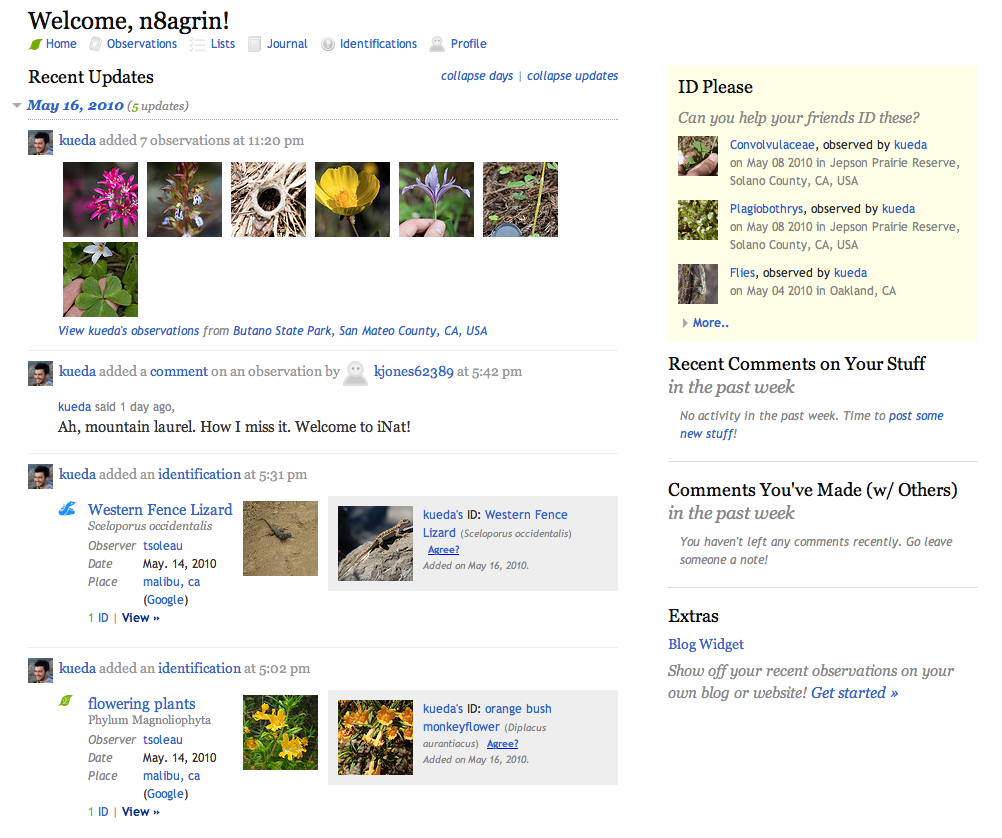 Welcome, n8agrin!
Home Observations Lists Journal Identifications Profile
Recent Updates
collapse days | collapse updates
May 16, 2010 (5 updates)
kueda added 7 observations at 11:20 pm
View kueda's observations from Butano State Park, San Mateo County, CA, USA
kueda added a comment on an observation by kjones62389 at 5:42 pm
kueda said 1 day ago,
Ah, mountain laurel. How I miss it. Welcome to iNat!
kueda added an identification at 5:31 pm
Western Fence Lizard
Sceloporus occidentalis
Observer tsoleau
Date May. 14, 2010
Place malibu, ca
(Google)
1 ID | View »
kueda's ID: Western Fence
Lizard (Sceloporus occidentalis)
Agree?
Added on May 16, 2010.
kueda added an identification at 5:02 pm
flowering plants
Phylum Magnoliophyta
Observer tsoleau
Date May. 14, 2010
Place malibu, ca
(Google)
1 ID | View »
kueda's ID: orange bush
monkeyflower (Diplacus
aurantiacus) Agree?
Added on May 16, 2010.
ID Please
Can you help your friends ID these?
Convolvulaceae, observed by kueda
on May 08 2010 in Jepson Prairie Reserve,
Solano County, CA, USA
Plagiobothrys, observed by kueda
on May 08 2010 in Jepson Prairie Reserve,
Solano County, CA, USA
Flies, observed by kueda
on May 04 2010 in Oakland, CA
More..
Recent Comments on Your Stuff
in the past week
No activity in the past week. Time to post some
new stuff!
Comments You've Made (w/ Others)
in the past week
You haven't left any comments recently. Go leave
someone a note!
Extras
Blog Widget
Show off your recent observations on your
own blog or website! Get started »